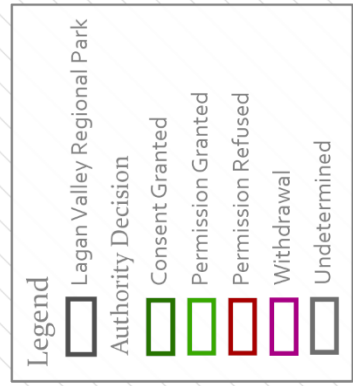 Legend
Lagan Valley Regional Park
Authority Decision
Consent Granted
Permission Granted
Permission Refused
Withdrawal
Undetermined